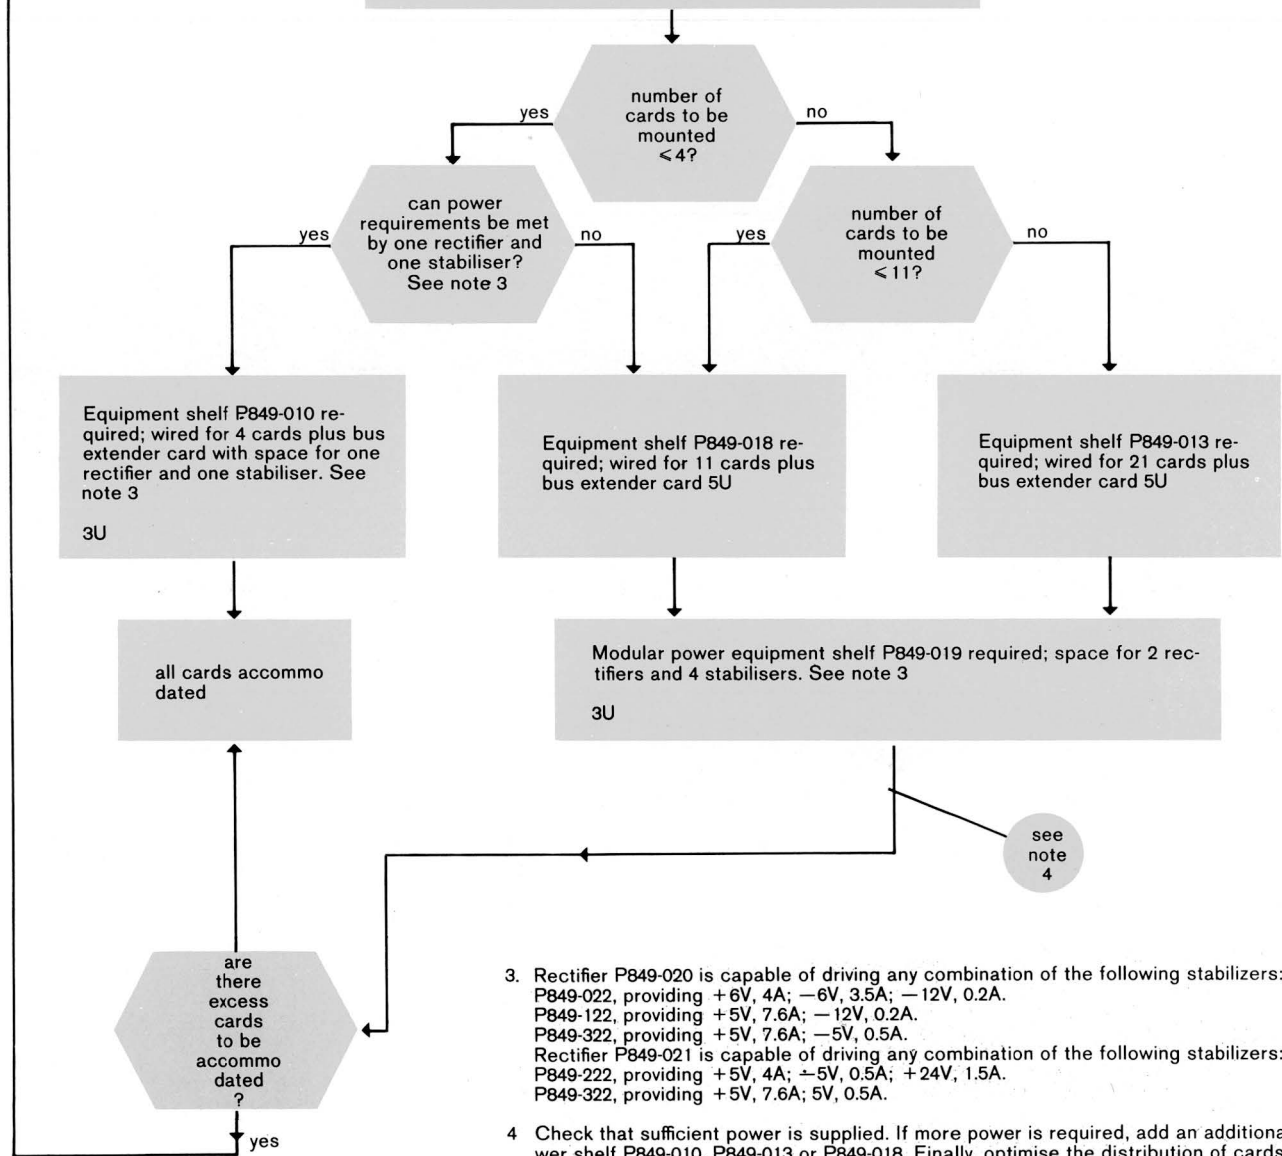 number of
cards to be
mounted
⩽4?
yes
no
can power
requirements be met
by one rectifier and
one stabiliser?
See note 3
number of
cards to be
mounted
⩽11?
yes
no
yes
no
Equipment shelf P849-010 re-
quired; wired for 4 cards plus bus
extender card with space for one
rectifier and one stabiliser. See
note 3
3U
Equipment shelf P849-018 re-
quired; wired for 11 cards plus
bus extender card 5U
Equipment shelf P849-013 re-
quired; wired for 21 cards plus
bus extender card 5U
all cards accommo
dated
Modular power equipment shelf P849-019 required; space for 2 rec-
tifiers and 4 stabilisers. See note 3
3U
see
note
4
are
there
excess
cards
to be
accommo
dated
?
yes
3. Rectifier P849-020 is capable of driving any combination of the following stabilizers:
P849-022, providing +6V, 4A; −6V, 3.5A; −12V, 0.2A.
P849-122, providing +5V, 7.6A; −12V, 0.2A.
P849-322, providing +5V, 7.6A; −5V, 0.5A.
Rectifier P849-021 is capable of driving any combination of the following stabilizers:
P849-222, providing +5V, 4A; −5V, 0.5A; +24V, 1.5A.
P849-322, providing +5V, 7.6A; 5V, 0.5A.
4 Check that sufficient power is supplied. If more power is required, add an additiona
wer shelf P849-010, P849-013 or P849-018. Finally, optimise the distribution of cards